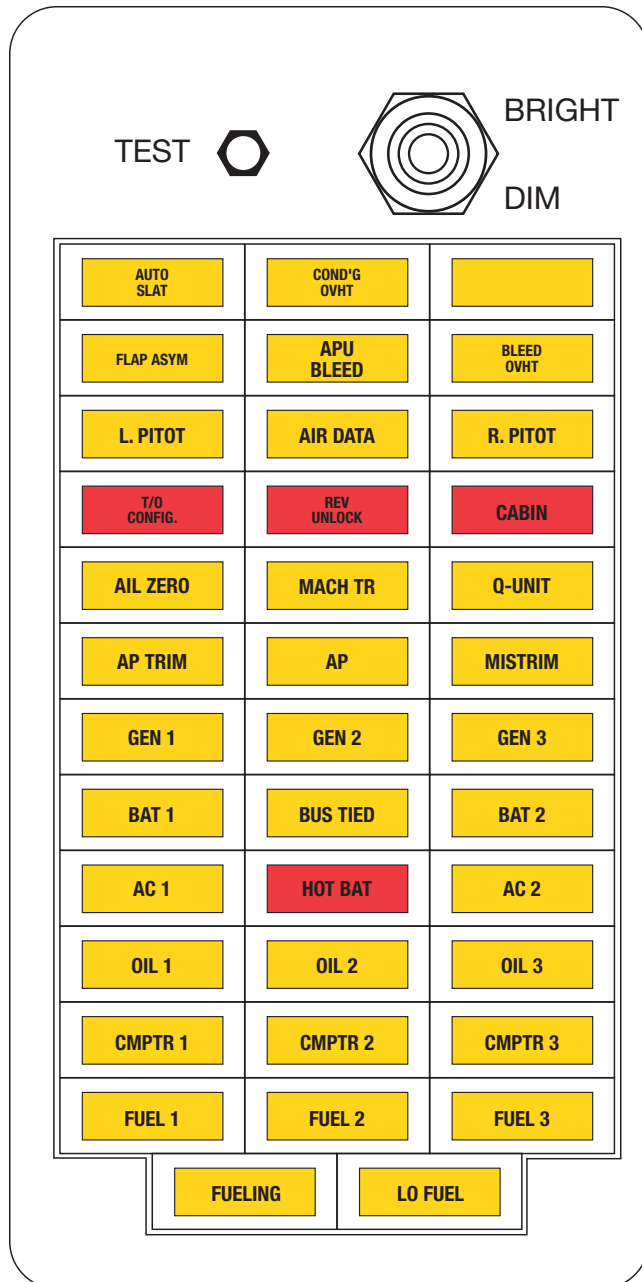 BRIGHT
TEST
DIM
AUTO
SLAT
COND'G
OVHT
FLAP ASYM
APU
BLEED
BLEED
OVHT
L. PITOT
AIR DATA
R. PITOT
T/O
CONFIG.
REV
UNLOCK
CABIN
AIL ZERO
MACH TR
Q-UNIT
AP TRIM
AP
MISTRIM
GEN 1
GEN 2
GEN 3
BAT 1
BUS TIED
BAT 2
AC 1
HOT BAT
AC 2
OIL 1
OIL 2
OIL 3
CMPTR 1
CMPTR 2
CMPTR 3
FUEL 1
FUEL 2
FUEL 3
FUELING
LO FUEL